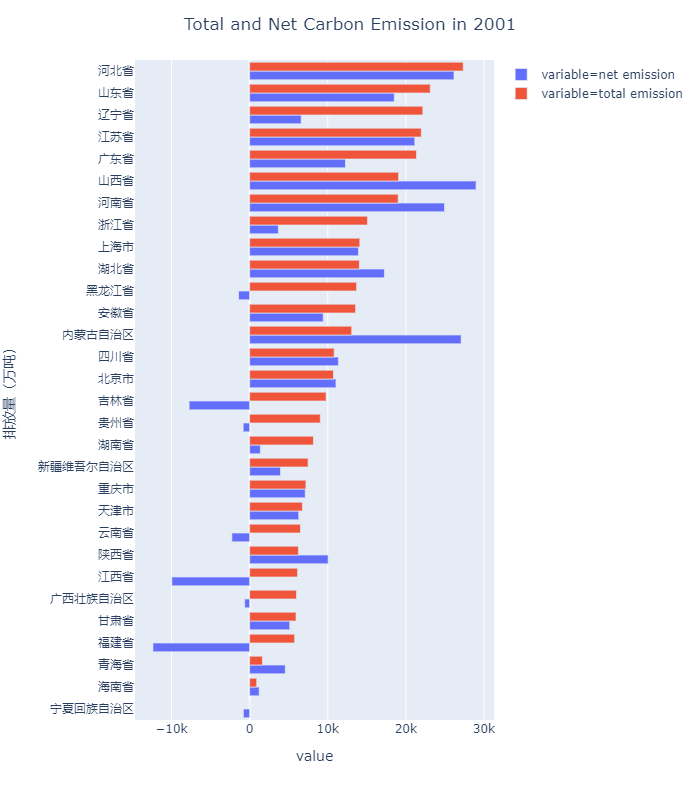 Total and Net Carbon Emission in 2001
variable=net emission
variable=total emission
河北省
山东省
辽宁省
江苏省
广东省
山西省
河南省
浙江省
上海市
湖北省
黑龙江省
安徽省
内蒙古自治区
四川省
北京市
吉林省
贵州省
湖南省
新疆维吾尔自治区
重庆市
天津市
云南省
陕西省
江西省
广西壮族自治区
甘肃省
福建省
青海省
海南省
宁夏回族自治区
排放量 (万吨)
−10k 0 10k 20k 30k
value